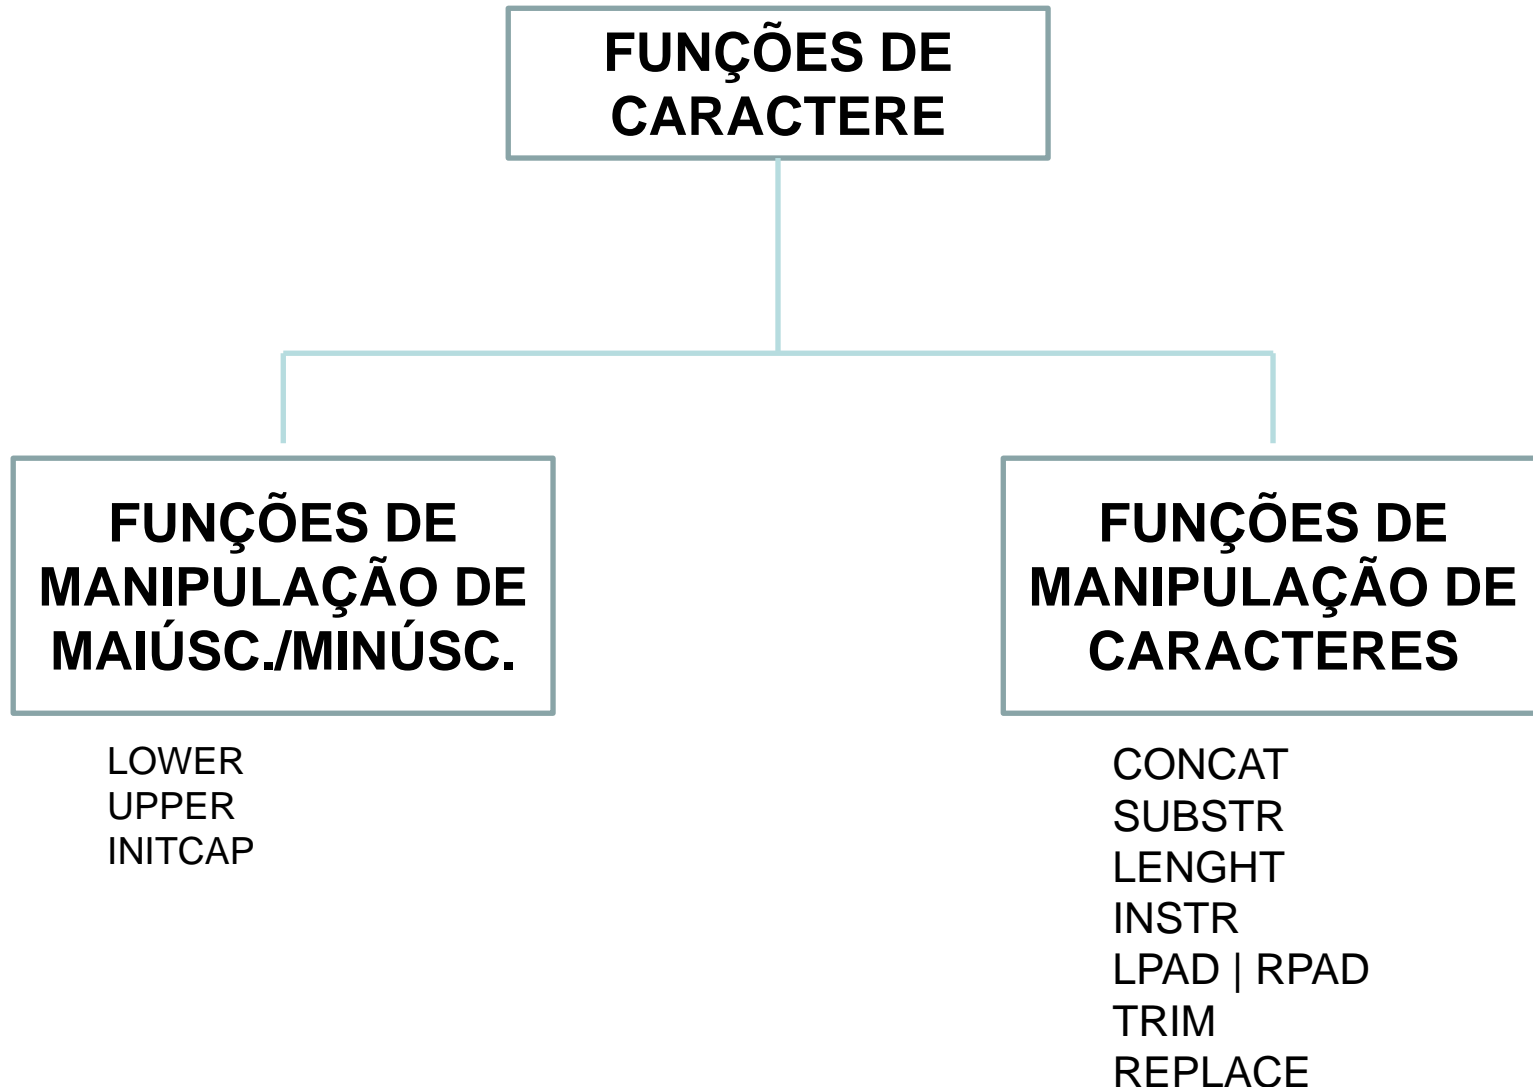 FUNÇÕES DE
CARACTERE
FUNÇÕES DE
MANIPULAÇÃO DE
MAIÚSC./MINÚSC.
LOWER
UPPER
INITCAP
FUNÇÕES DE
MANIPULAÇÃO DE
CARACTERES
CONCAT
SUBSTR
LENGHT
INSTR
LPAD | RPAD
TRIM
REPLACE